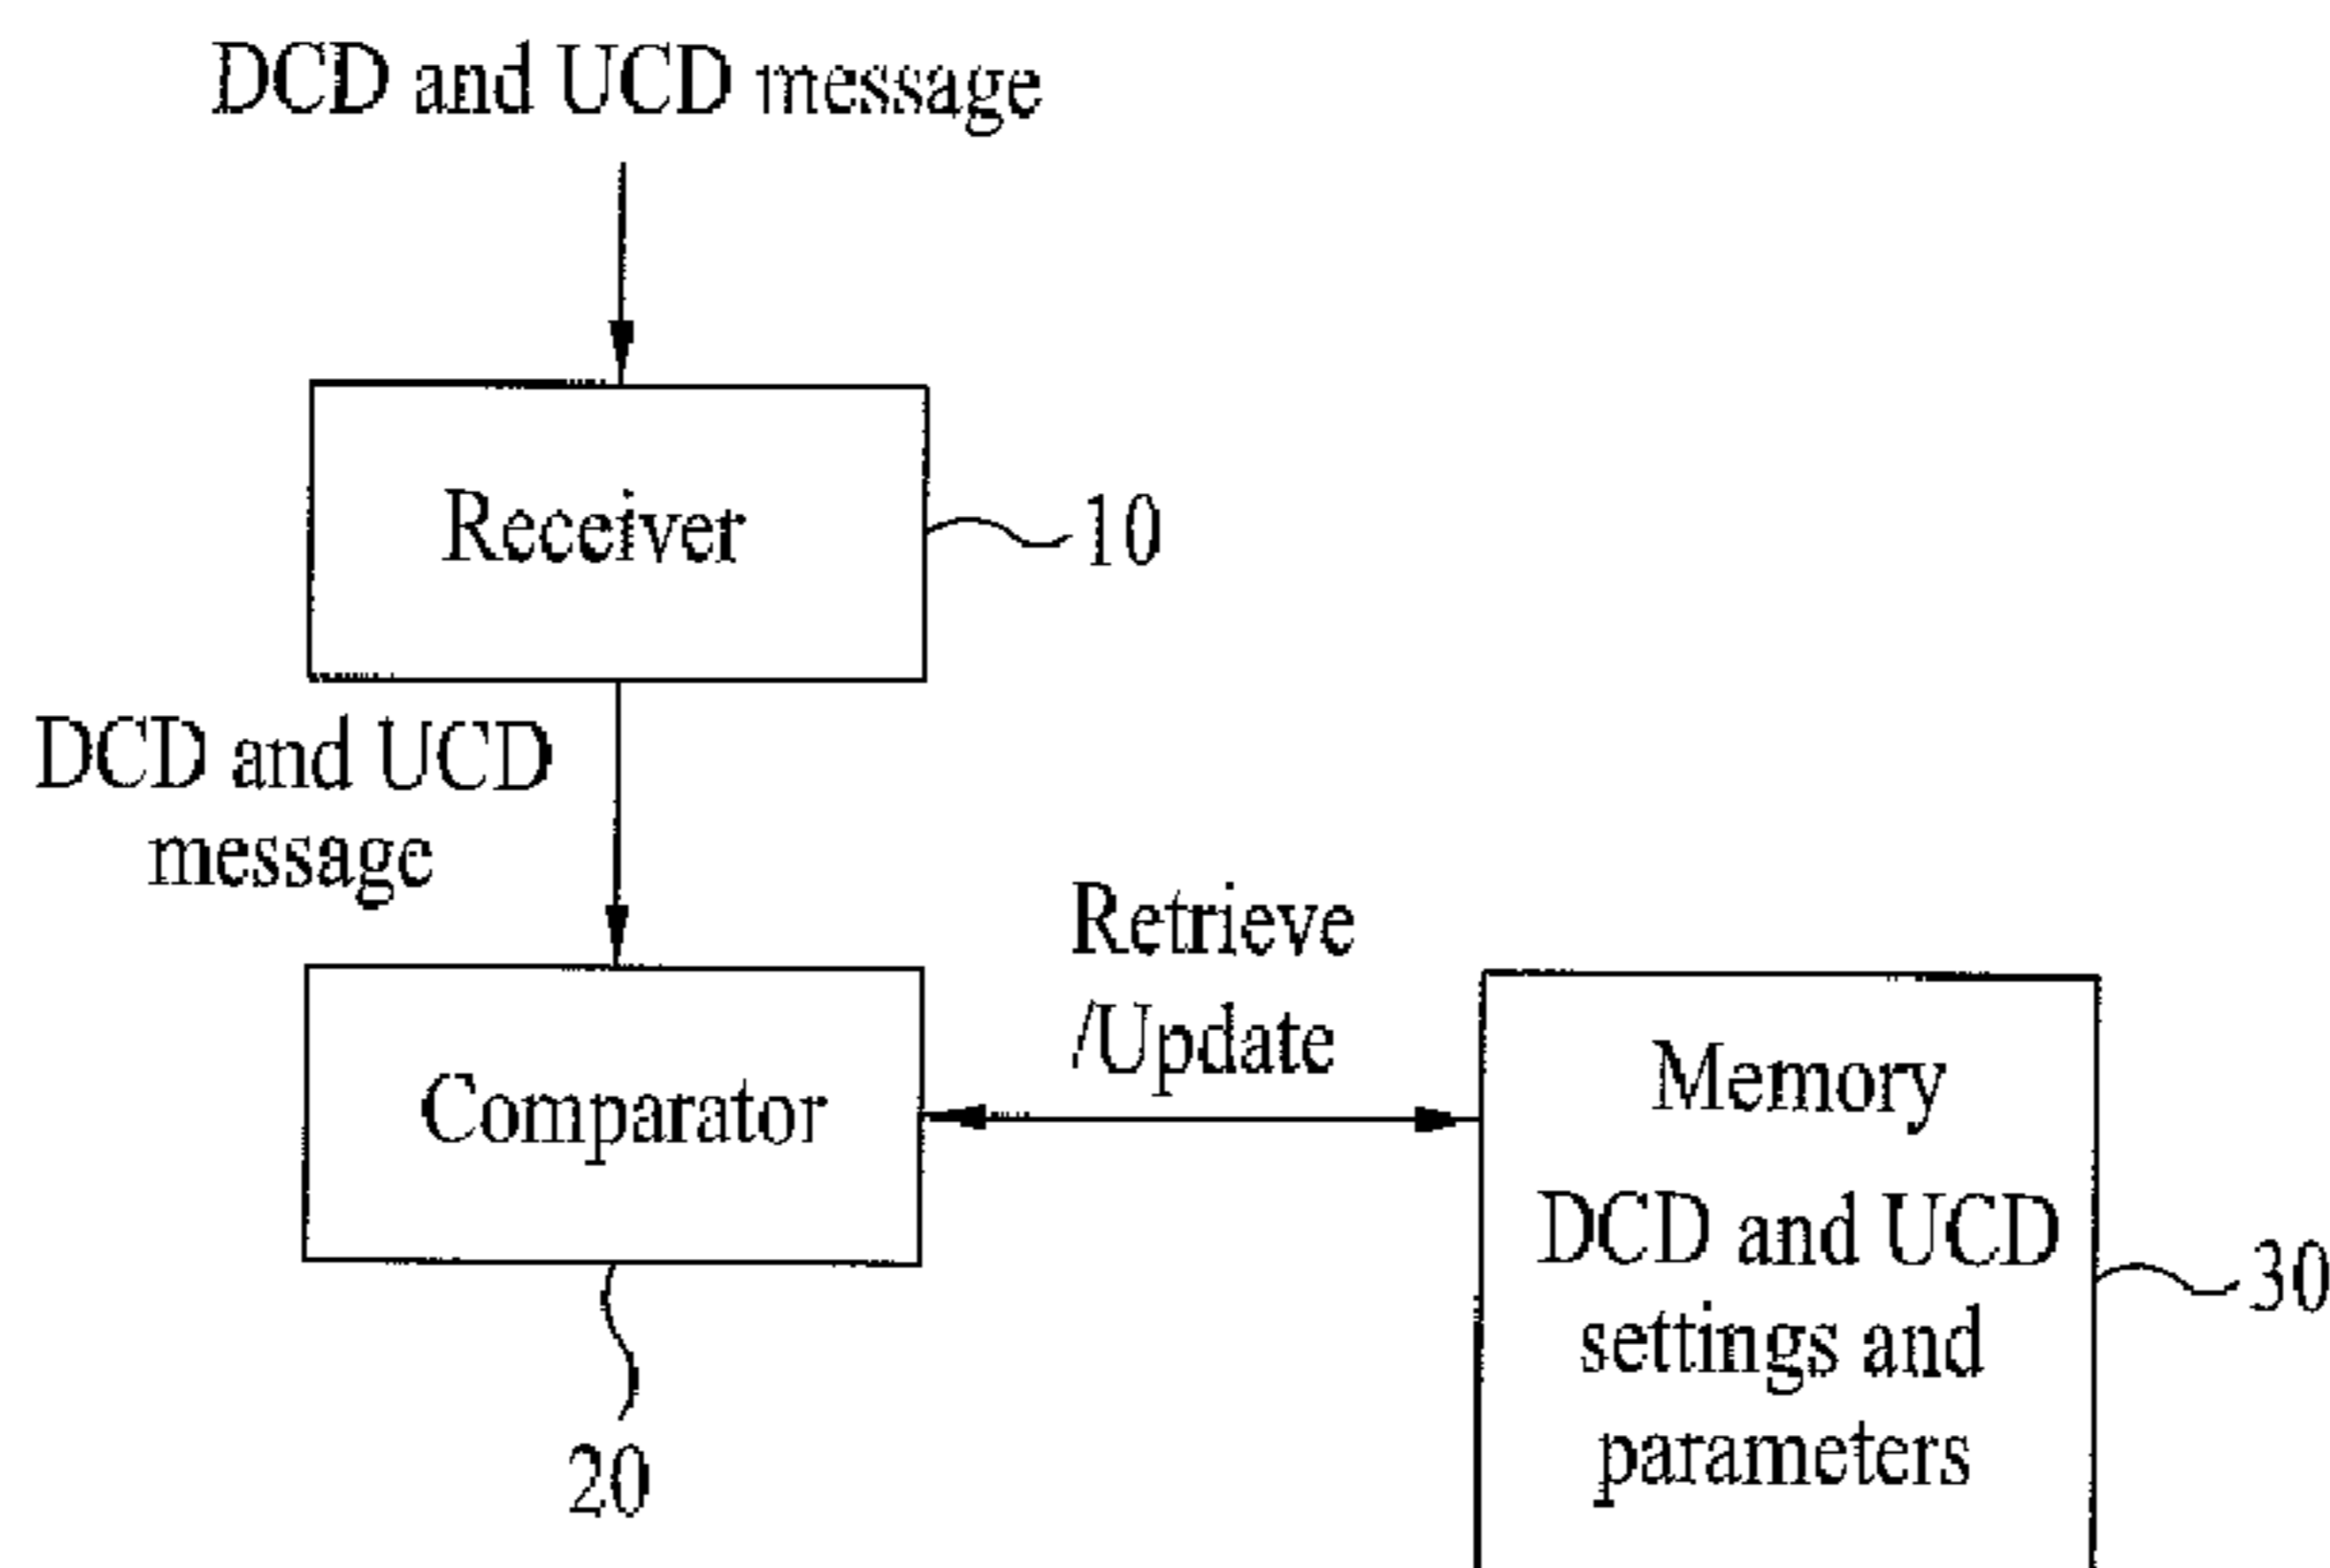 DCD and UCD message
Receiver
10
DCD and UCD
message
Retrieve
/Update
Comparator
20
Memory
DCD and UCD
settings and
parameters
30